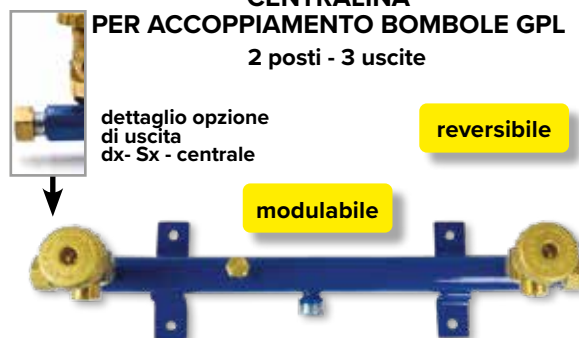 CENTRALINA
PER ACCOPPIAMENTO BOMBOLE GPL
2 posti - 3 uscite
dettaglio opzione
di uscita
dx- Sx - centrale
reversibile
modulabile